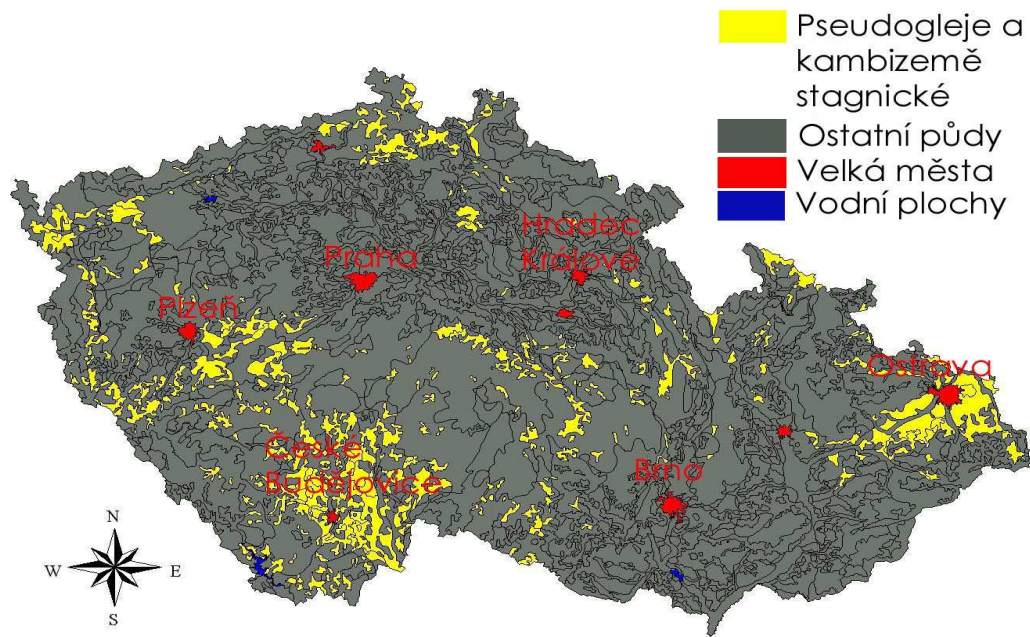 Pseudogleje a
kambizemě
stagnické
Ostatní půdy
Velká města
Vodní plochy
Hradec
Králové
Praha
Plzeň
Ostrava
České
Budějovice
Brno
N
W
E
S